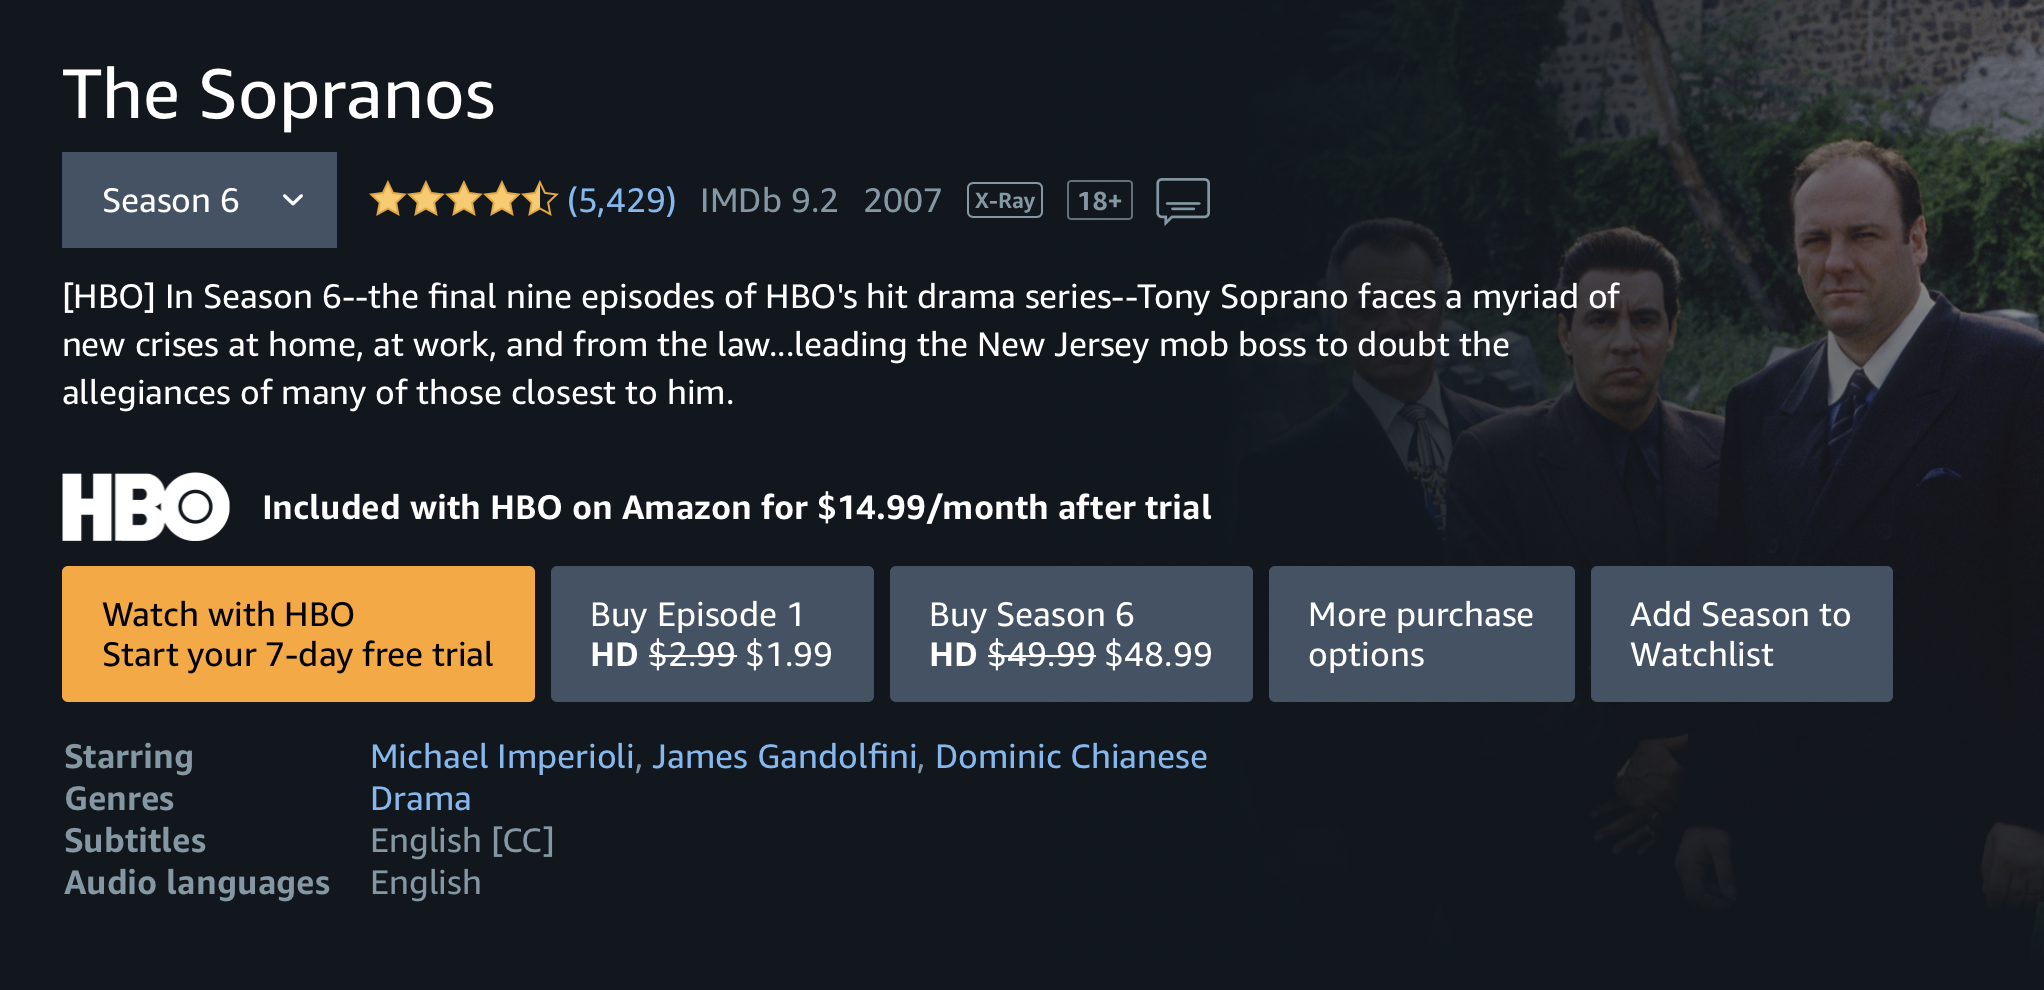 The Sopranos
Season 6
(5,429) IMDb 9.2 2007 X-Ray 18+
[HBO] In Season 6--the final nine episodes of HBO's hit drama series--Tony Soprano faces a myriad of
new crises at home, at work, and from the law...leading the New Jersey mob boss to doubt the
allegiances of many of those closest to him.
HBO Included with HBO on Amazon for $14.99/month after trial
Watch with HBO
Start your 7-day free trial
Buy Episode 1
HD $2.99 $1.99
Buy Season 6
HD $49.99 $48.99
More purchase
options
Add Season to
Watchlist
Starring Michael Imperioli, James Gandolfini, Dominic Chianese
Genres Drama
Subtitles English [CC]
Audio languages English